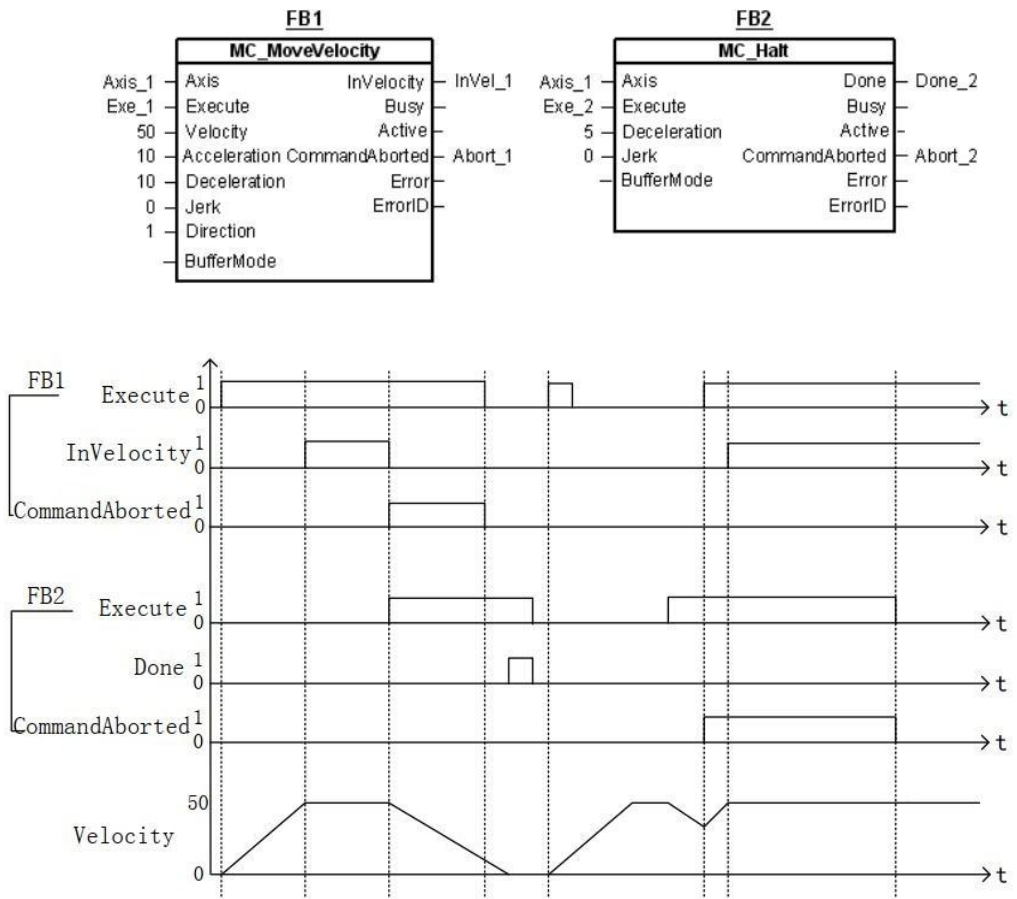 FB1 FB2
MC_MoveVelocity MC_Halt
Axis_1 Axis InVelocity InVel_1 Axis_1 Axis Done Done_2
Exe_1 Execute Busy Exe_2 Execute Busy
50 Velocity Active 5 Deceleration Active
10 Acceleration CommandAborted Abort_1 0 Jerk CommandAborted Abort_2
10 Deceleration Error BufferMode Error
0 Jerk ErrorID ErrorID
1 Direction
BufferMode
FB1
Execute 1
0
t
InVelocity 1
0
t
CommandAborted 1
0
t
FB2
Execute 1
0
t
Done 1
0
t
CommandAborted 1
0
t
50
Velocity
0
t